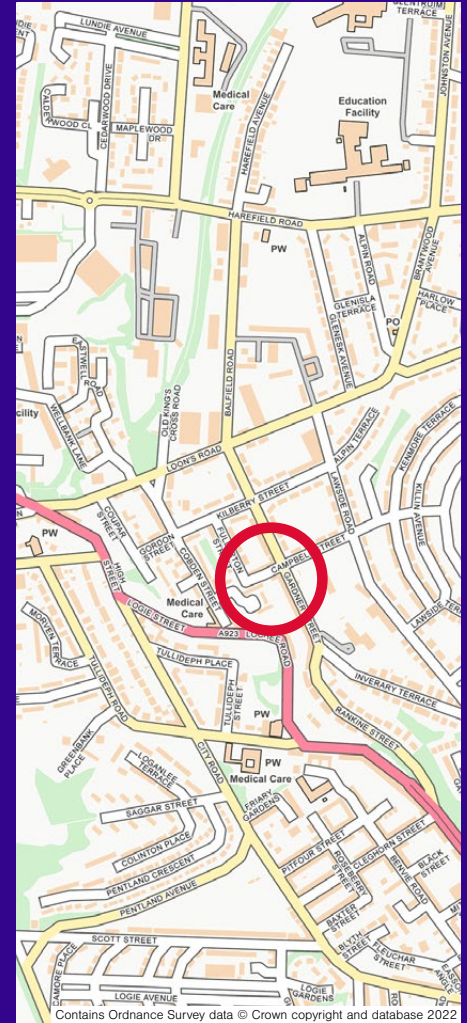 LUNDIE AVENUE
TERRACE
JOHNSTON AVENUE
CEDARWOOD DRIVE
WOOD CL
MAPLEWOOD
DR
Medical
Care
Education
Facility
HAREFIELD AVENUE
HAREFIELD ROAD
PW
ALPIN ROAD
BRANTWOOD
AVENUE
GLENISLA
TERRACE
GLENESK AVENUE
HARLOW
PLACE
PO
EASTWELL
ROAD
WELLBANK LANE
OLD KING'S
CROSS ROAD
BALFIELD ROAD
LOON'S ROAD
ALPIN TERRACE
KENMORE TERRACE
KILLIN AVENUE
LAWSIDE ROAD
KILBERRY STREET
COUPAR
STREET
GORDON
STREET
COBDEN STREET
CAMPBELL STREET
GARDNER STREET
PW
HIGH
STREET
LOGIE STREET
Medical
Care
A923
ROAD
MORVEN TERRACE
TULLIDEPH ROAD
TULLIDEPH PLACE
TULLIDEPH
STREET
INVERARY TERRACE
RANKINE STREET
GREENBANK
PLACE
PW
CITY ROAD
PW
Medical Care
LOGANLEE
TERRACE
SAGGAR STREET
FRIARY
GARDENS
COLINTON PLACE
PENTLAND CRESCENT
PENTLAND AVENUE
PITFOUR STREET
CLEGHORN STREET
ROSEBERY
STREET
BENVIE ROAD
BLACK
STREET
BAXTER
STREET
BLYTH
STREET
FLEUCHAR
STREET
SCOTT STREET
LOGIE AVENUE
LOGIE
GARDENS
Contains Ordnance Survey data © Crown copyright and database 2022